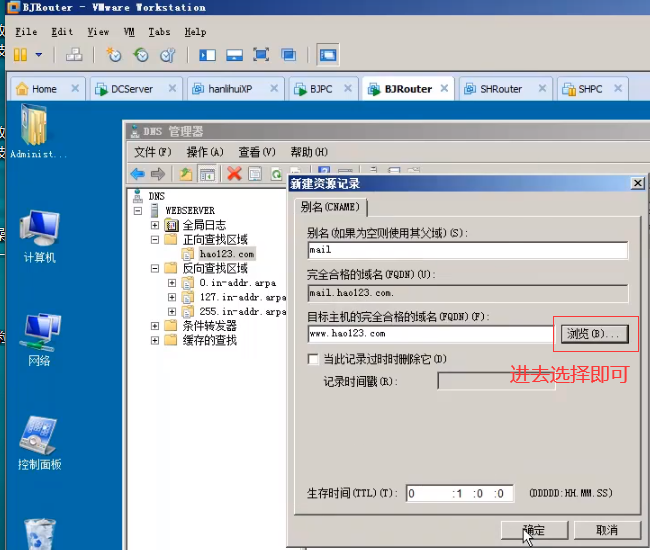 BJRouter - VMware Workstation
File Edit View VM Tabs Help
Home DCServer hanlihuiXP BJPC BJRouter SHRouter SHPC
Administ...
计算机
网络
控制面板
DNS 管理器
文件(F) 操作(A) 查看(V) 帮助(H)
DNS
WEBSERVER
全局日志
正向查找区域
hao123.com
反向查找区域
0.in-addr.arpa
127.in-addr.arpa
255.in-addr.arpa
条件转发器
缓存的查找
新建资源记录
别名(CNAME)
别名(如果为空则使用其父域)(S):
mail
完全合格的域名(FQDN)(U):
mail.hao123.com.
目标主机的完全合格的域名(FQDN)(F):
www.hao123.com
浏览(B)...
当此记录过时时删除它(D)
进去选择即可
记录时间戳(R):
生存时间(TTL)(T): 0 :1 :0 :0 (DDDDD:HH.MM.SS)
确定 取消